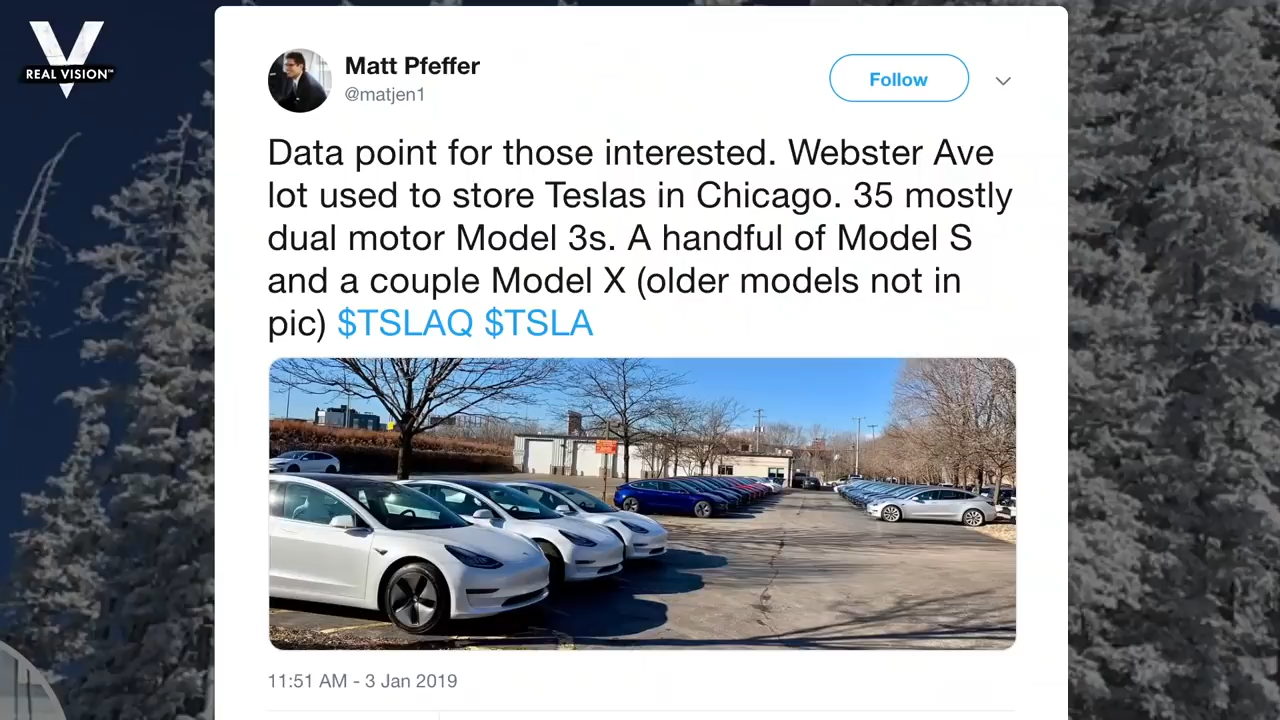 V
REAL VISION™
Matt Pfeffer
@matjen1
Follow
Data point for those interested. Webster Ave
lot used to store Teslas in Chicago. 35 mostly
dual motor Model 3s. A handful of Model S
and a couple Model X (older models not in
pic) $TSLAQ $TSLA
11:51 AM - 3 Jan 2019